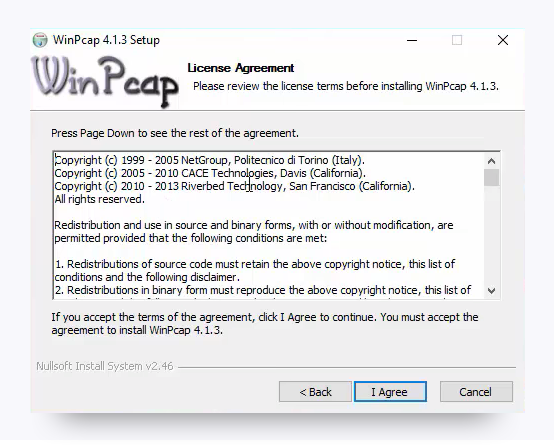 WinPcap 4.1.3 Setup
WinPcap
License Agreement
Please review the license terms before installing WinPcap 4.1.3.
Press Page Down to see the rest of the agreement.
Copyright (c) 1999 - 2005 NetGroup, Politecnico di Torino (Italy).
Copyright (c) 2005 - 2010 CACE Technologies, Davis (California).
Copyright (c) 2010 - 2013 Riverbed Technology, San Francisco (California).
All rights reserved.
Redistribution and use in source and binary forms, with or without modification, are
permitted provided that the following conditions are met:
1. Redistributions of source code must retain the above copyright notice, this list of
conditions and the following disclaimer.
2. Redistributions in binary form must reproduce the above copyright notice, this list of
If you accept the terms of the agreement, click I Agree to continue. You must accept the
agreement to install WinPcap 4.1.3.
Nullsoft Install System v2.46
< Back
I Agree
Cancel